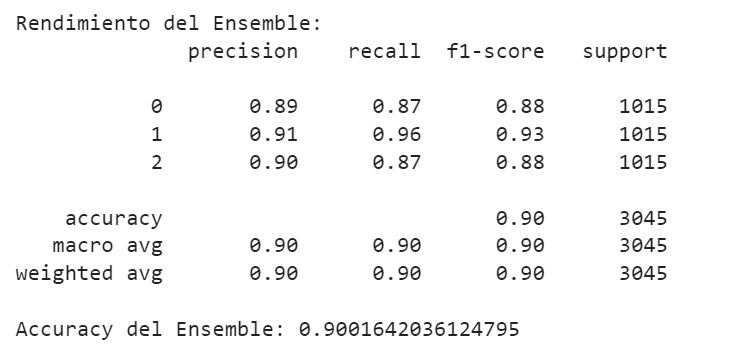 Rendimiento del Ensemble:
precision recall f1-score support
0 0.89 0.87 0.88 1015
1 0.91 0.96 0.93 1015
2 0.90 0.87 0.88 1015
accuracy 0.90 3045
macro avg 0.90 0.90 0.90 3045
weighted avg 0.90 0.90 0.90 3045
Accuracy del Ensemble: 0.9001642036124795